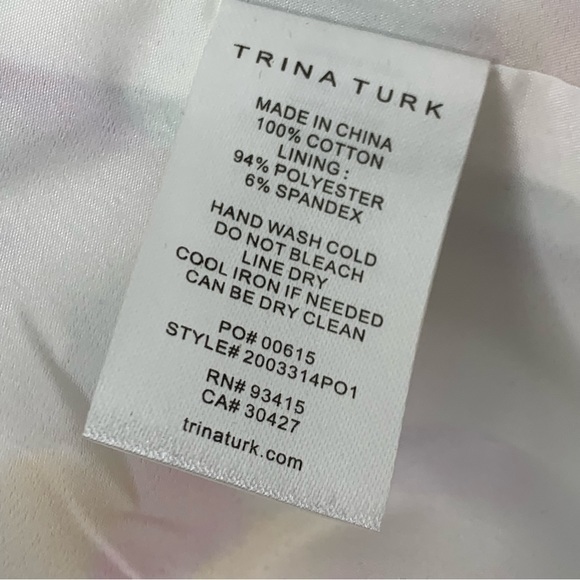 TRINA TURK
MADE IN CHINA
100% COTTON
LINING :
94% POLYESTER
6% SPANDEX
HAND WASH COLD
DO NOT BLEACH
LINE DRY
COOL IRON IF NEEDED
CAN BE DRY CLEAN
PO# 00615
STYLE# 2003314PO1
RN# 93415
CA# 30427
trinaturk.com